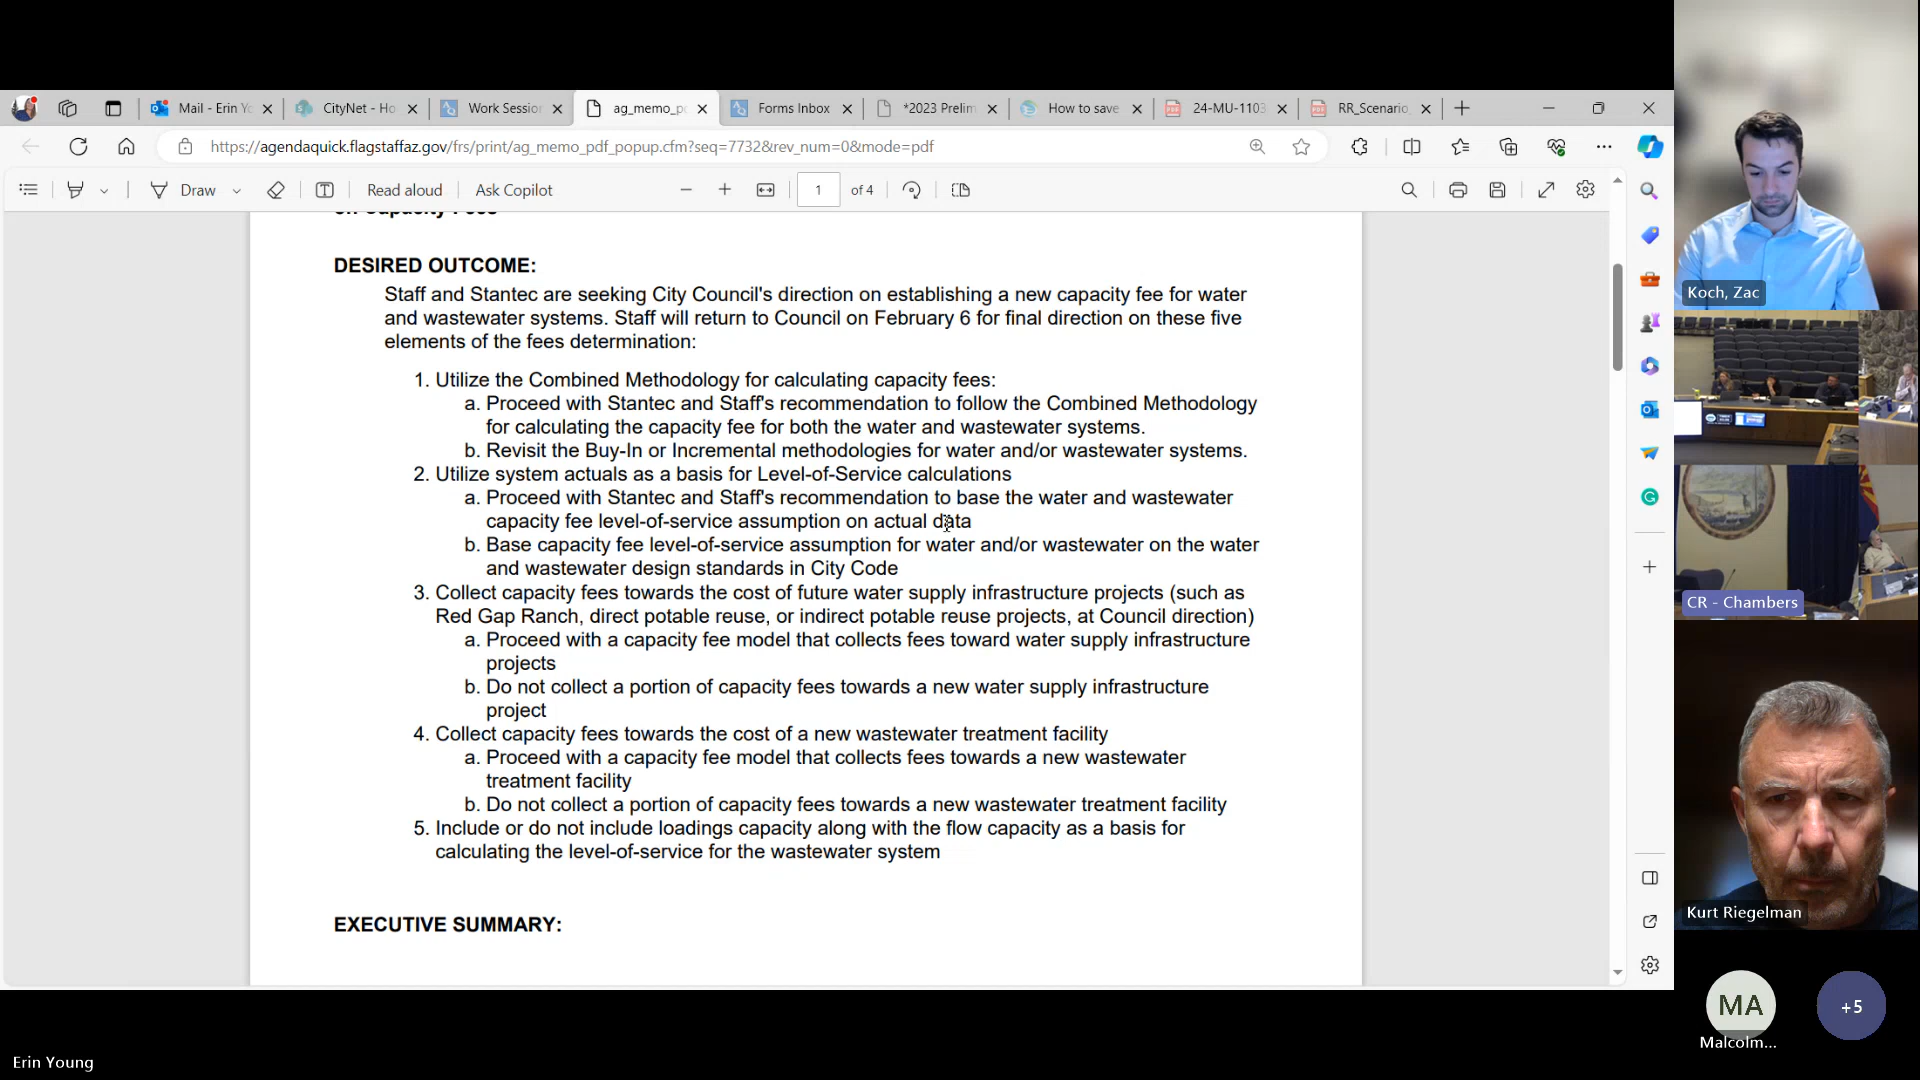 Mail - Erin Yo
CityNet - Ho
Work Session
ag_memo_p
Forms Inbox
*2023 Prelim
How to save
24-MU-1103
RR_Scenario
https://agendaquick.flagstaffaz.gov/frs/print/ag_memo_pdf_popup.cfm?seq=7732&rev_num=0&mode=pdf
Draw
Read aloud
Ask Copilot
1
of 4
on Capacity Fees
DESIRED OUTCOME:
Staff and Stantec are seeking City Council's direction on establishing a new capacity fee for water
and wastewater systems. Staff will return to Council on February 6 for final direction on these five
elements of the fees determination:
1. Utilize the Combined Methodology for calculating capacity fees:
a. Proceed with Stantec and Staff's recommendation to follow the Combined Methodology
for calculating the capacity fee for both the water and wastewater systems.
b. Revisit the Buy-In or Incremental methodologies for water and/or wastewater systems.
2. Utilize system actuals as a basis for Level-of-Service calculations
a. Proceed with Stantec and Staff's recommendation to base the water and wastewater
capacity fee level-of-service assumption on actual data
b. Base capacity fee level-of-service assumption for water and/or wastewater on the water
and wastewater design standards in City Code
3. Collect capacity fees towards the cost of future water supply infrastructure projects (such as
Red Gap Ranch, direct potable reuse, or indirect potable reuse projects, at Council direction)
a. Proceed with a capacity fee model that collects fees toward water supply infrastructure
projects
b. Do not collect a portion of capacity fees towards a new water supply infrastructure
project
4. Collect capacity fees towards the cost of a new wastewater treatment facility
a. Proceed with a capacity fee model that collects fees towards a new wastewater
treatment facility
b. Do not collect a portion of capacity fees towards a new wastewater treatment facility
5. Include or do not include loadings capacity along with the flow capacity as a basis for
calculating the level-of-service for the wastewater system
EXECUTIVE SUMMARY:
Koch, Zac
CR - Chambers
Kurt Riegelman
MA
Malcolm...
+5
Erin Young